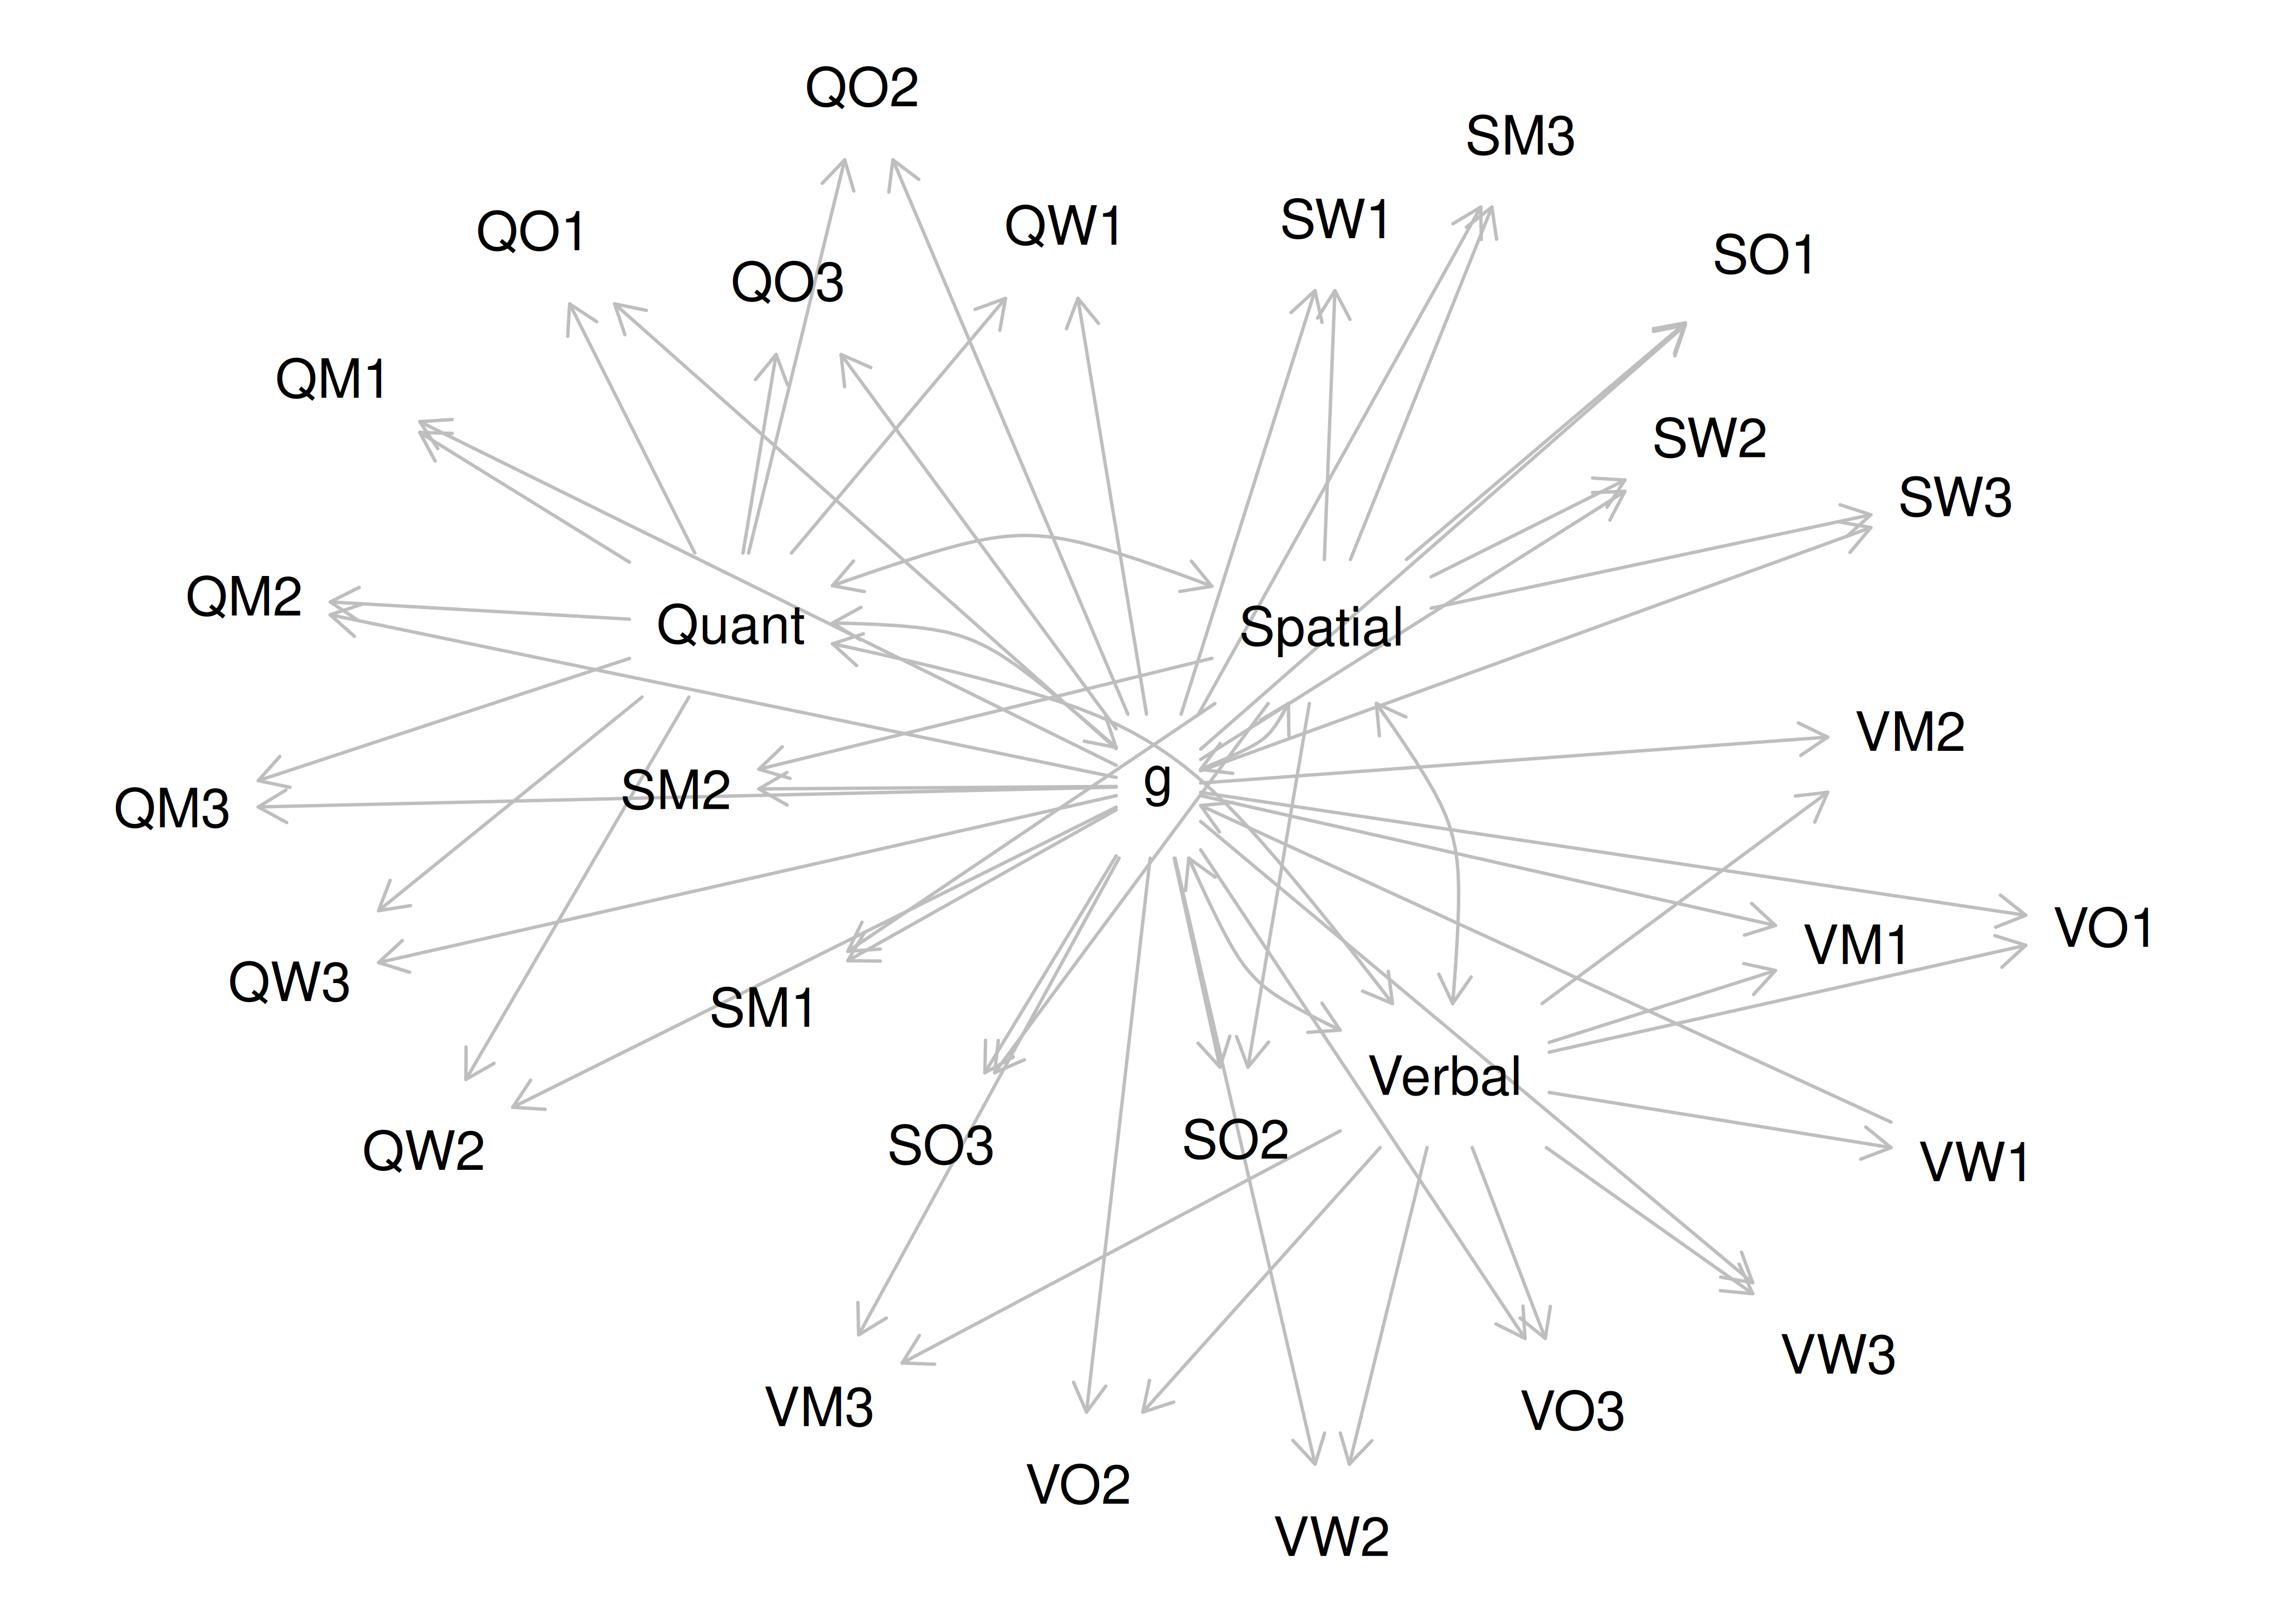 QO2
SM3
QO1
QW1
SW1
SO1
QO3
QM1
SW2
SW3
QM2
Quant
Spatial
VM2
g
SM2
QM3
VO1
VM1
QW3
SM1
Verbal
QW2
SO3
SO2
VW1
VW3
VM3
VO3
VO2
VW2